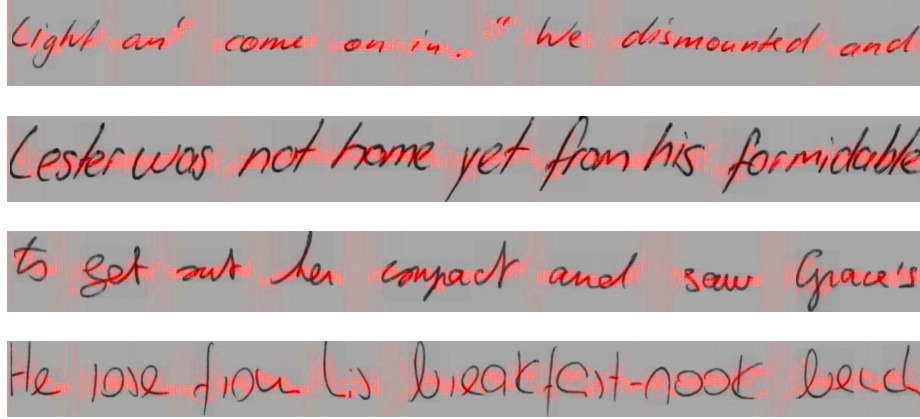 Light an' come on in.." We dismounted and
Lester was not home yet from his formidable
to get out her compact and saw Grace's
He rose from his breakfast-nook bench